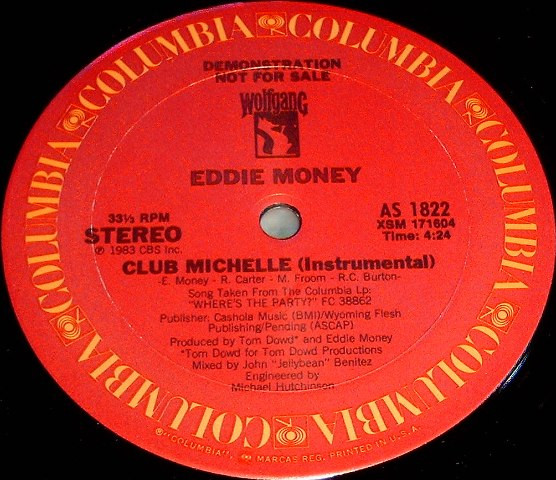 COLUMBIA COLUMBIA COLUMBIA COLUMBIA COLUMBIA COLUMBIA COLUMBIA
DEMONSTRATION
NOT FOR SALE
Wolfgang
EDDIE MONEY
33⅓ RPM
STEREO
℗ 1983 CBS Inc.
AS 1822
XSM 171604
Time: 4:24
CLUB MICHELLE (Instrumental)
-E. Money - R. Carter - M. Froom - R.C. Burton-
Song Taken From The Columbia Lp:
"WHERE'S THE PARTY?" FC 38862
Publisher: Cashola Music (BMI)/Wyoming Flesh
Publishing/Pending (ASCAP)
Produced by Tom Dowd* and Eddie Money
*Tom Dowd for Tom Dowd Productions
Mixed by John "Jellybean" Benitez
Engineered by
Michael Hutchinson
"COLUMBIA", MARCAS REG. PRINTED IN U.S.A.